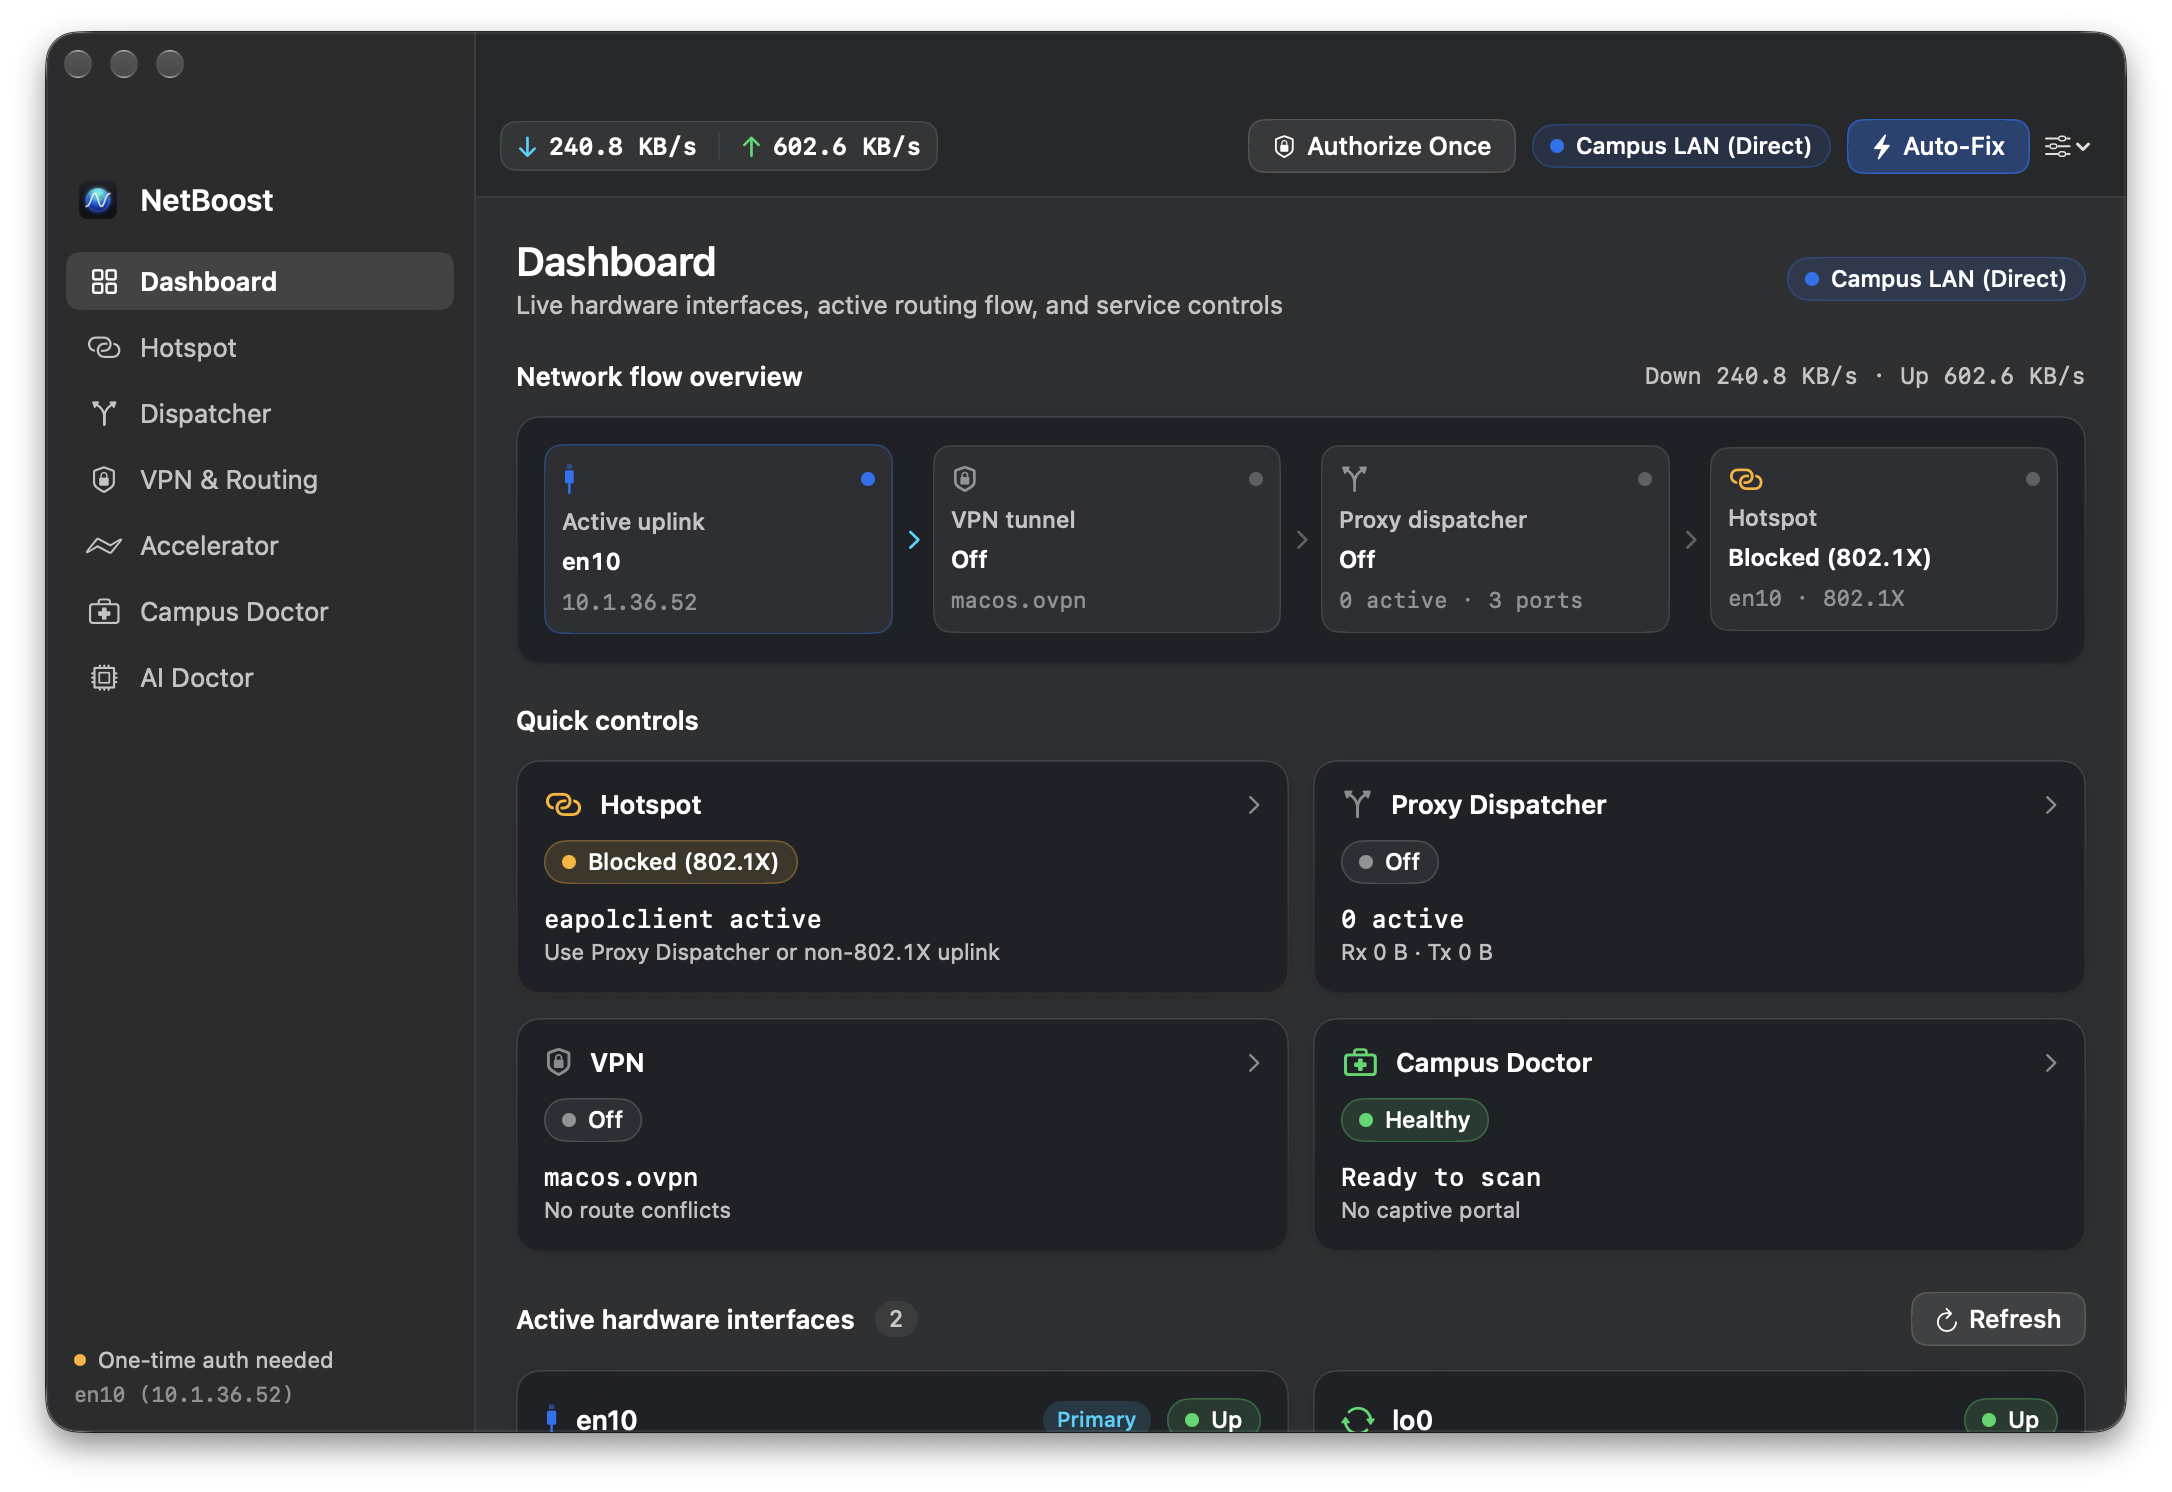 NetBoost
Dashboard
Hotspot
Dispatcher
VPN & Routing
Accelerator
Campus Doctor
AI Doctor
One-time auth needed
en10 (10.1.36.52)
240.8 KB/s
602.6 KB/s
Authorize Once
Campus LAN (Direct)
Auto-Fix
Dashboard
Live hardware interfaces, active routing flow, and service controls
Campus LAN (Direct)
Network flow overview
Down 240.8 KB/s · Up 602.6 KB/s
Active uplink
en10
10.1.36.52
VPN tunnel
Off
macos.ovpn
Proxy dispatcher
Off
0 active · 3 ports
Hotspot
Blocked (802.1X)
en10 · 802.1X
Quick controls
Hotspot
Blocked (802.1X)
eapolclient active
Use Proxy Dispatcher or non-802.1X uplink
Proxy Dispatcher
Off
0 active
Rx 0 B · Tx 0 B
VPN
Off
macos.ovpn
No route conflicts
Campus Doctor
Healthy
Ready to scan
No captive portal
Active hardware interfaces 2
Refresh
en10
Primary
Up
lo0
Up